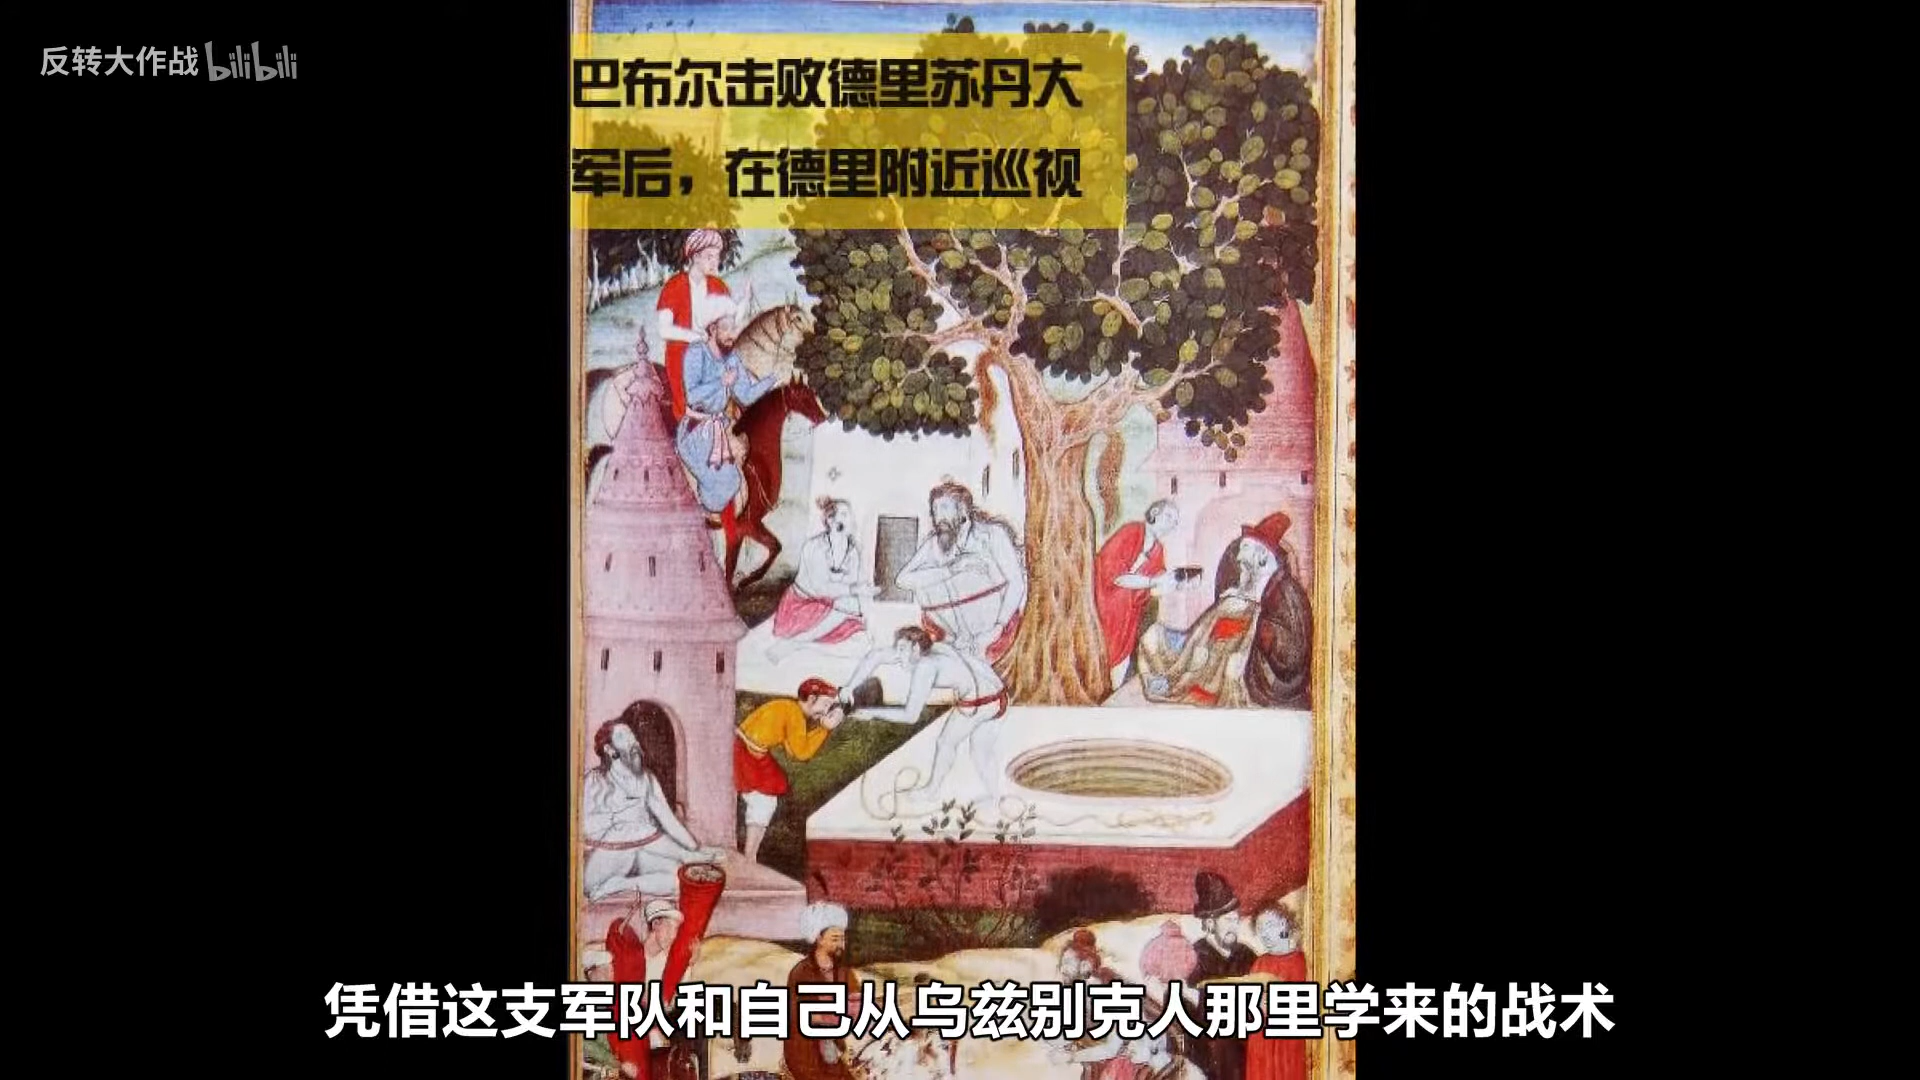 反转大作战 bilibili
巴布尔击败德里苏丹大
军后，在德里附近巡视
凭借这支军队和自己从乌兹别克人那里学来的战术